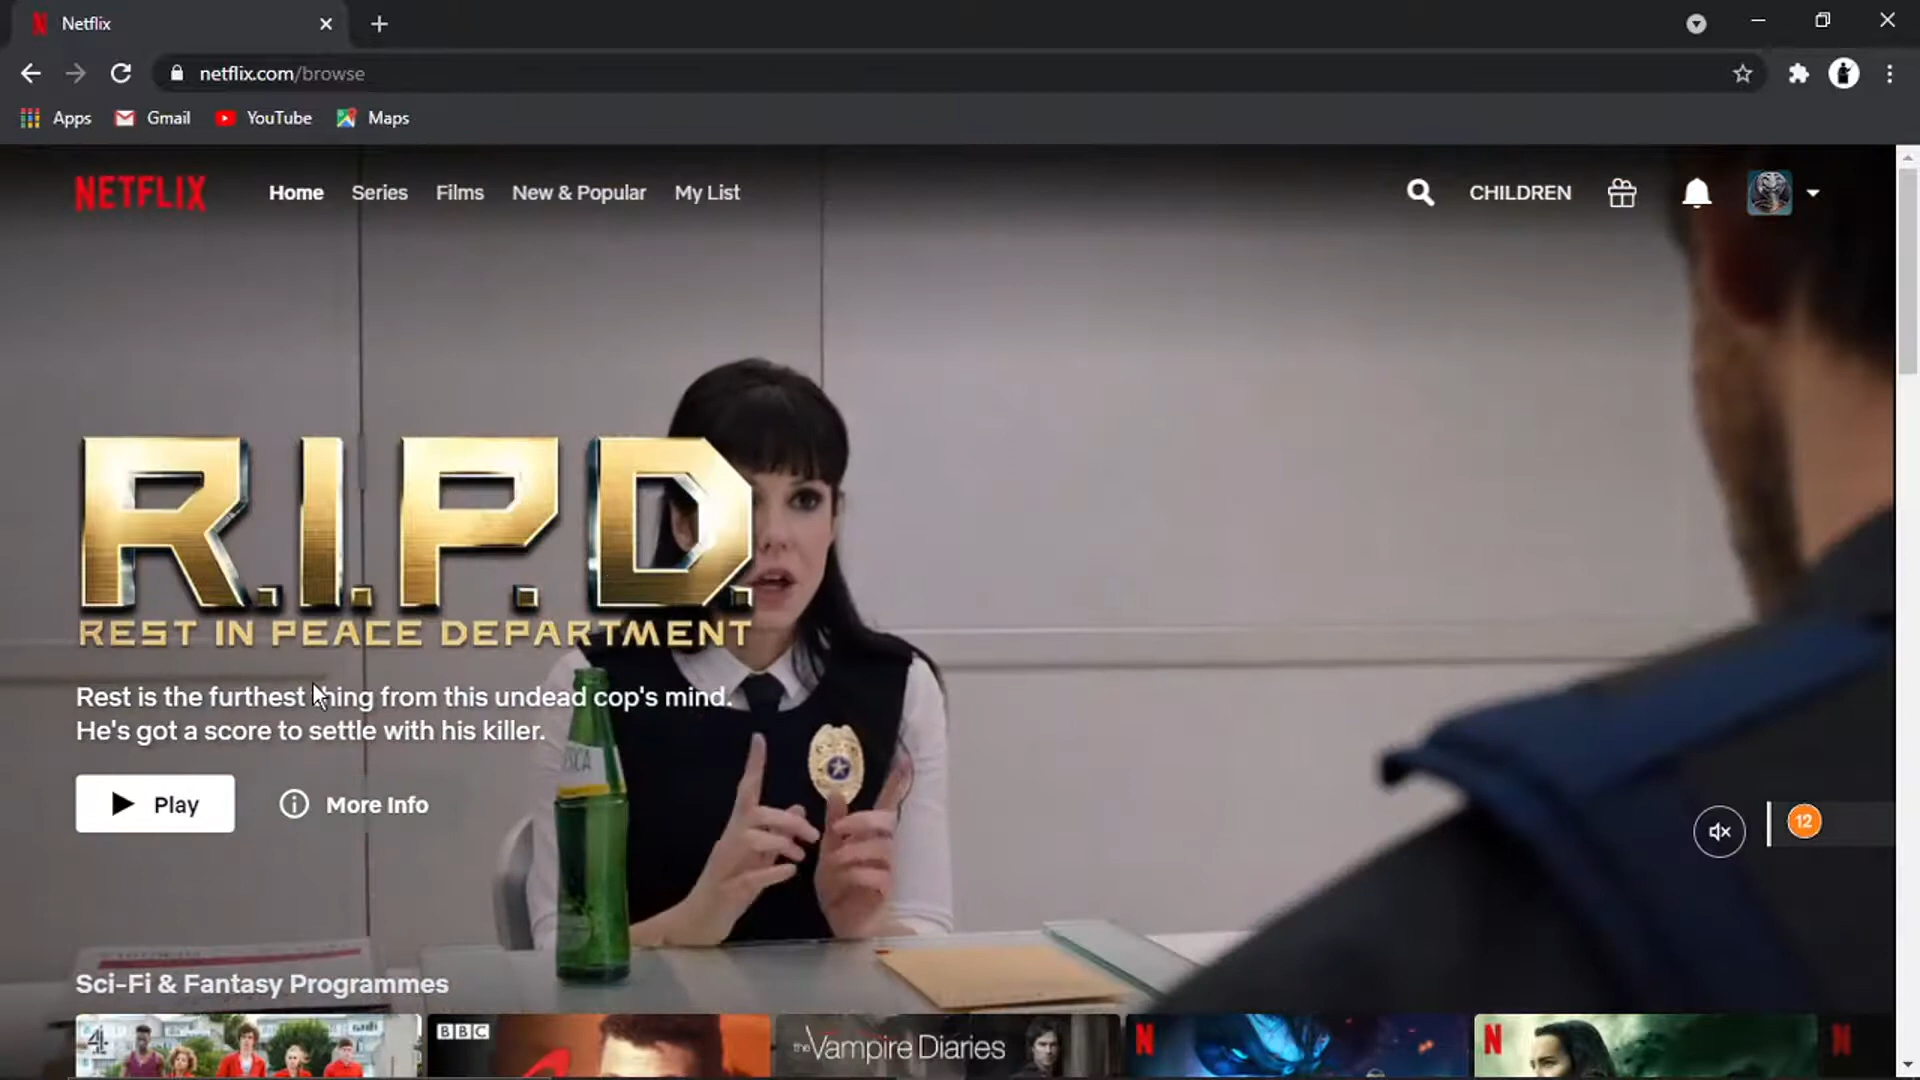 Netflix
netflix.com/browse
Apps Gmail YouTube Maps
NETFLIX Home Series Films New & Popular My List CHILDREN
R.I.P.D.
REST IN PEACE DEPARTMENT
Rest is the furthest thing from this undead cop's mind.
He's got a score to settle with his killer.
Play More Info
12
Sci-Fi & Fantasy Programmes
4 BBC the Vampire Diaries N N N